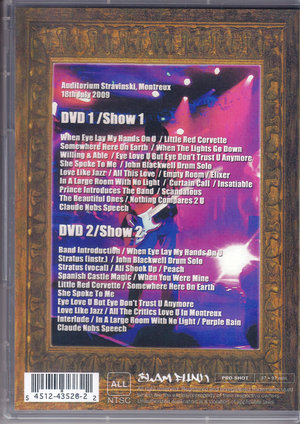 Auditorium Stravinski, Montreux
18th July 2009
DVD 1 /Show 1
When Eye Lay My Hands On U / Little Red Corvette
Somewhere Here On Earth / When The Lights Go Down
Willing & Able / Eye Love U But Eye Don't Trust U Anymore
She Spoke To Me / John Blackwell Drum Solo
Love Like Jazz / All This Love / Empty Room / Elixer
In A Large Room With No Light / Curtain Call / Insatiable
Prince Introduces The Band / Scandalous
The Beautiful Ones / Nothing Compares 2 U
Claude Nobs Speech
DVD 2/Show 2
Band Introduction / When Eye Lay My Hands On U
Stratus (instr.) / John Blackwell Drum Solo
Stratus (vocal) / All Shook Up / Peach
Spanish Castle Magic / When You Were Mine
Little Red Corvette / Somewhere Here On Earth
She Spoke To Me
Eye Love U But Eye Don't Trust U Anymore
Love Like Jazz / All The Critics Love U In Montreux
Interlude / In A Large Room With No Light / Purple Rain
Claude Nobs Speech
ALL
NTSC
PRO-SHOT
5 4512-43526-2 2